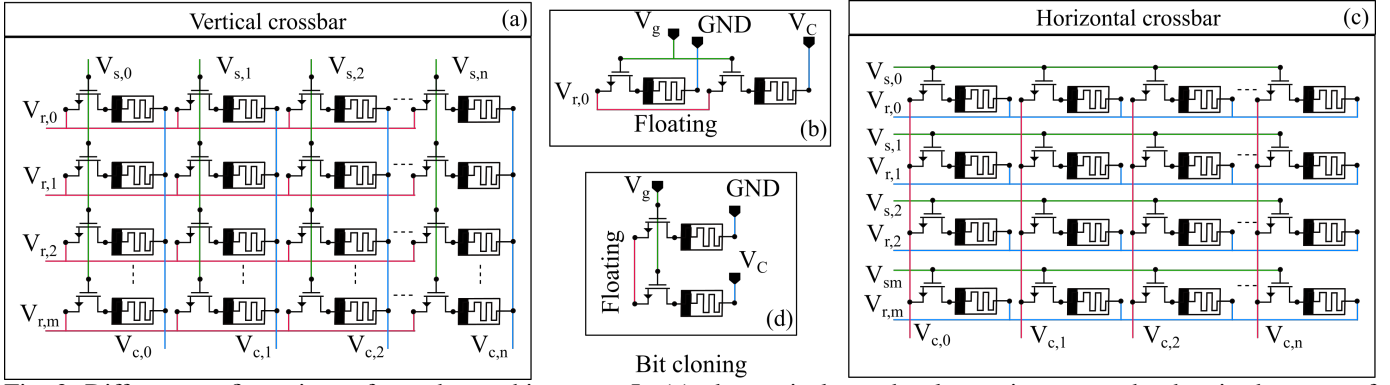 Vertical crossbar
(a)
V_s,0
V_s,1
V_s,2
V_s,n
V_r,0
V_r,1
V_r,2
V_r,m
V_c,0
V_c,1
V_c,2
V_c,n
V_g
GND
V_C
V_r,0
Floating
(b)
V_g
GND
Floating
V_C
(d)
Bit cloning
Horizontal crossbar
(c)
V_s,0
V_r,0
V_s,1
V_r,1
V_s,2
V_r,2
V_sm
V_r,m
V_c,0
V_c,1
V_c,2
V_c,n